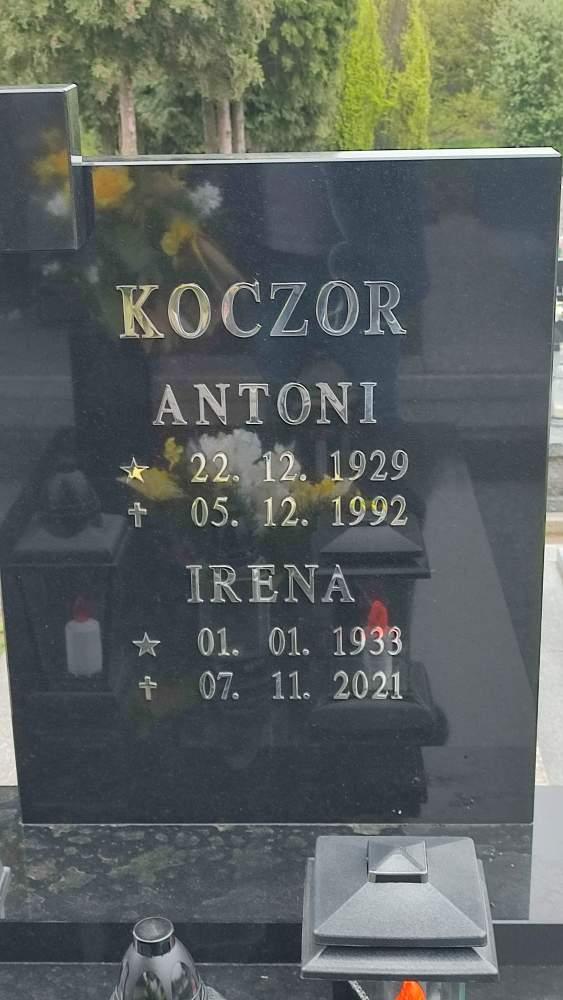 KOCZOR
ANTONI
★ 22. 12. 1929
✝ 05. 12. 1992
IRENA
★ 01. 01. 1933
✝ 07. 11. 2021